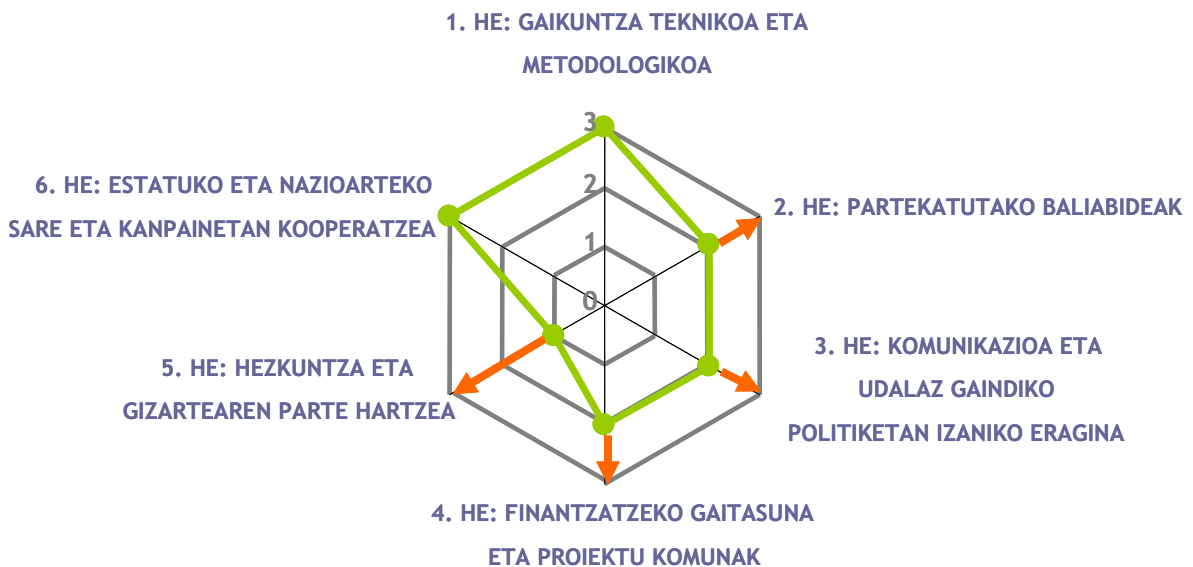 1. HE: GAIKUNTZA TEKNIKOA ETA
METODOLOGIKOA
3
2
1
0
2. HE: PARTEKATUTAKO BALIABIDEAK
3. HE: KOMUNIKAZIOA ETA
UDALAZ GAINDIKO
POLITIKETAN IZANIKO ERAGINA
4. HE: FINANTZATZEKO GAITASUNA
ETA PROIEKTU KOMUNAK
5. HE: HEZKUNTZA ETA
GIZARTEAREN PARTE HARTZEA
6. HE: ESTATUKO ETA NAZIOARTEKO
SARE ETA KANPAINETAN KOOPERATZEA